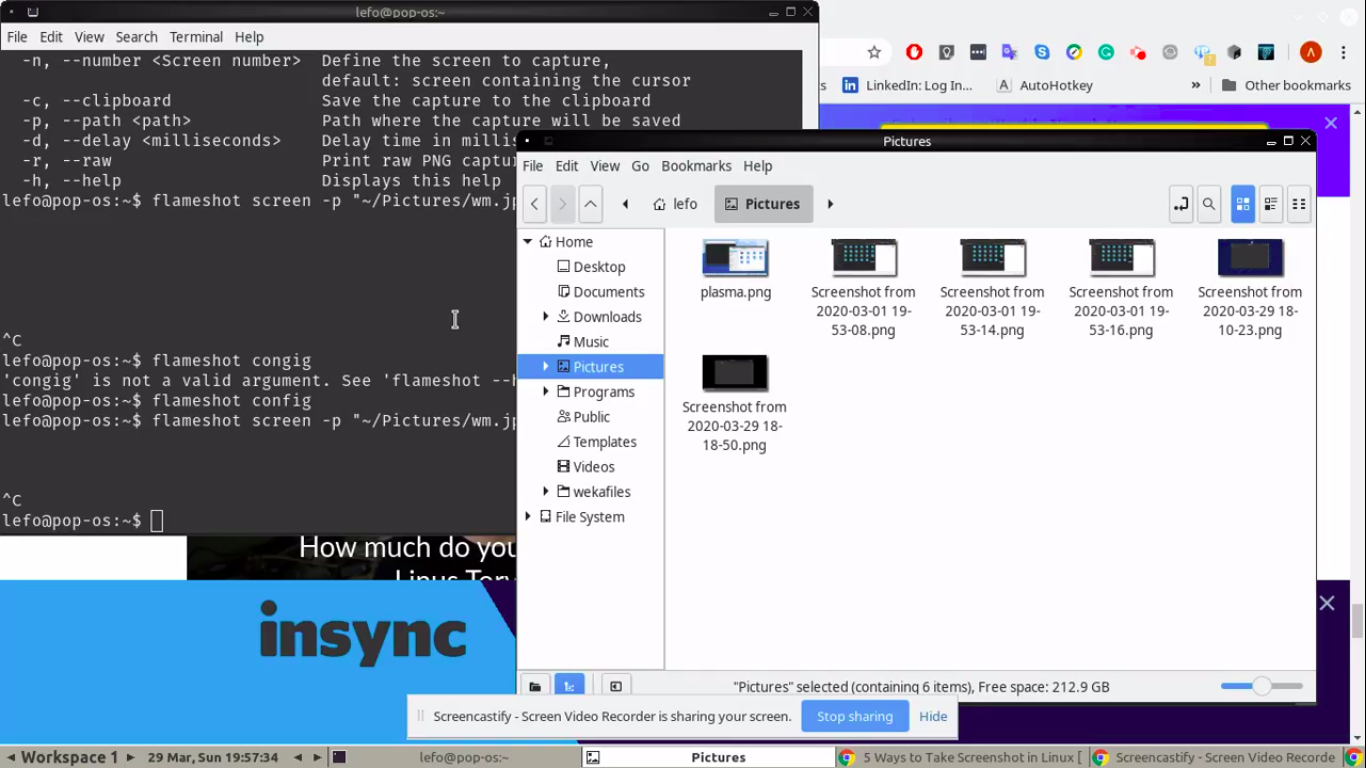 lefo@pop-os:~
File Edit View Search Terminal Help
-n, --number <Screen number> Define the screen to capture,
default: screen containing the cursor
-c, --clipboard Save the capture to the clipboard
-p, --path <path> Path where the capture will be saved
-d, --delay <milliseconds> Delay time in millis
-r, --raw Print raw PNG captu
-h, --help Displays this help
lefo@pop-os:~$ flameshot screen -p "~/Pictures/wm.jp
^C
lefo@pop-os:~$ flameshot congig
'congig' is not a valid argument. See 'flameshot --h
lefo@pop-os:~$ flameshot config
lefo@pop-os:~$ flameshot screen -p "~/Pictures/wm.jp
^C
lefo@pop-os:~$
LinkedIn: Log In...
AutoHotkey
» Other bookmarks
A
Pictures
File Edit View Go Bookmarks Help
lefo Pictures
Home
Desktop
Documents
Downloads
Music
Pictures
Programs
Public
Templates
Videos
wekafiles
File System
plasma.png
Screenshot from
2020-03-01 19-
53-08.png
Screenshot from
2020-03-01 19-
53-14.png
Screenshot from
2020-03-01 19-
53-16.png
Screenshot from
2020-03-29 18-
10-23.png
Screenshot from
2020-03-29 18-
18-50.png
"Pictures" selected (containing 6 items), Free space: 212.9 GB
How much do you
insync
Screencastify - Screen Video Recorder is sharing your screen. Stop sharing Hide
Workspace 1 29 Mar, Sun 19:57:34 lefo@pop-os:~ Pictures 5 Ways to Take Screenshot in Linux [ Screencastify - Screen Video Recorde